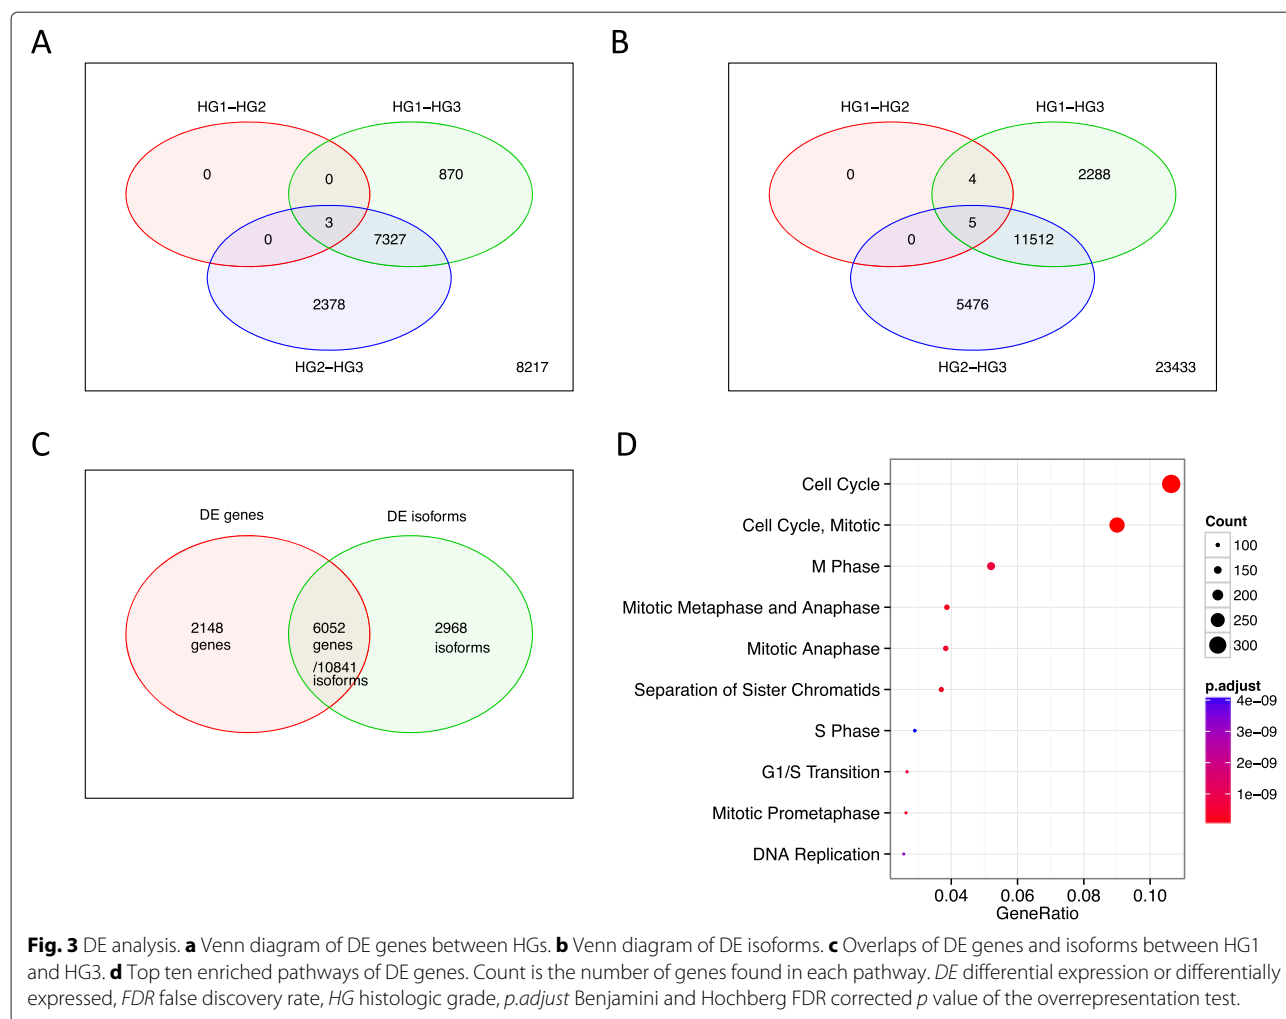 A
HG1–HG2
HG1–HG3
0
0
870
3
0
7327
2378
HG2–HG3
8217
B
HG1–HG2
HG1–HG3
0
4
2288
5
0
11512
5476
HG2–HG3
23433
C
DE genes
DE isoforms
2148
genes
6052
genes
/10841
isoforms
2968
isoforms
D
Cell Cycle
Cell Cycle, Mitotic
M Phase
Mitotic Metaphase and Anaphase
Mitotic Anaphase
Separation of Sister Chromatids
S Phase
G1/S Transition
Mitotic Prometaphase
DNA Replication
0.04 0.06 0.08 0.10
GeneRatio
Count
100
150
200
250
300
p.adjust
4e−09
3e−09
2e−09
1e−09
Fig. 3 DE analysis. a Venn diagram of DE genes between HGs. b Venn diagram of DE isoforms. c Overlaps of DE genes and isoforms between HG1
and HG3. d Top ten enriched pathways of DE genes. Count is the number of genes found in each pathway. DE differential expression or differentially
expressed, FDR false discovery rate, HG histologic grade, p.adjust Benjamini and Hochberg FDR corrected p value of the overrepresentation test.